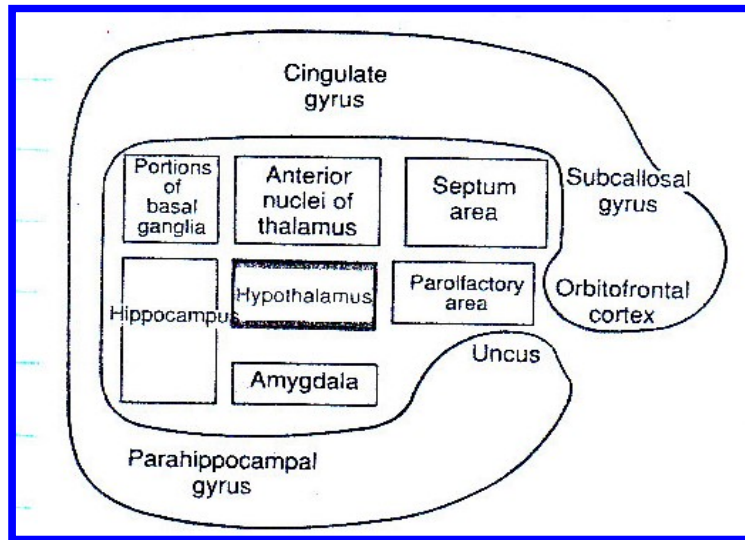 Cingulate
gyrus
Portions
of
basal
ganglia
Anterior
nuclei of
thalamus
Septum
area
Subcallosal
gyrus
Hippocampus
Hypothalamus
Parolfactory
area
Orbitofrontal
cortex
Uncus
Amygdala
Parahippocampal
gyrus